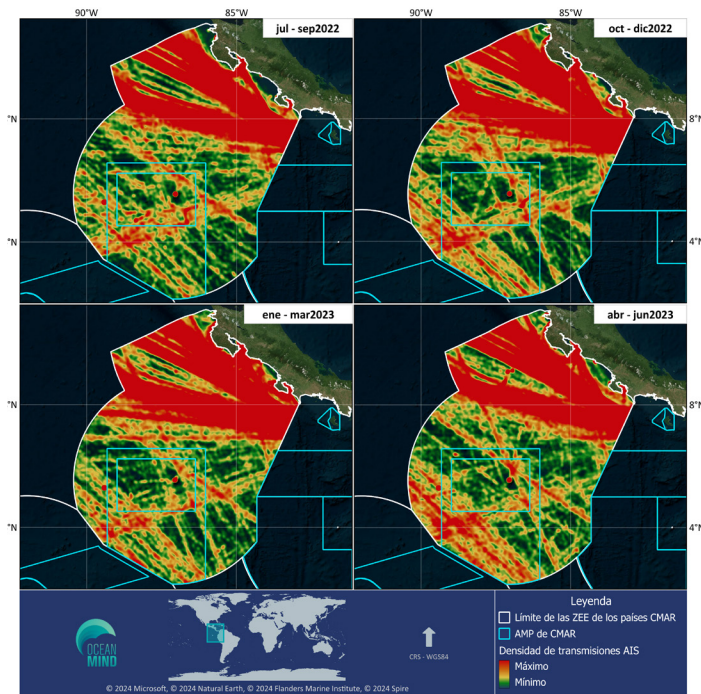 90°W
85°W
90°W
85°W
jul - sep2022
oct - dic2022
°N
8°N
°N
4°N
ene - mar2023
abr - jun2023
°N
8°N
°N
4°N
OCEAN
MIND
CRS - WGS84
© 2024 Microsoft, © 2024 Natural Earth, © 2024 Flanders Marine Institute, © 2024 Spire
Leyenda
Límite de las ZEE de los países CMAR
AMP de CMAR
Densidad de transmisiones AIS
Máximo
Mínimo